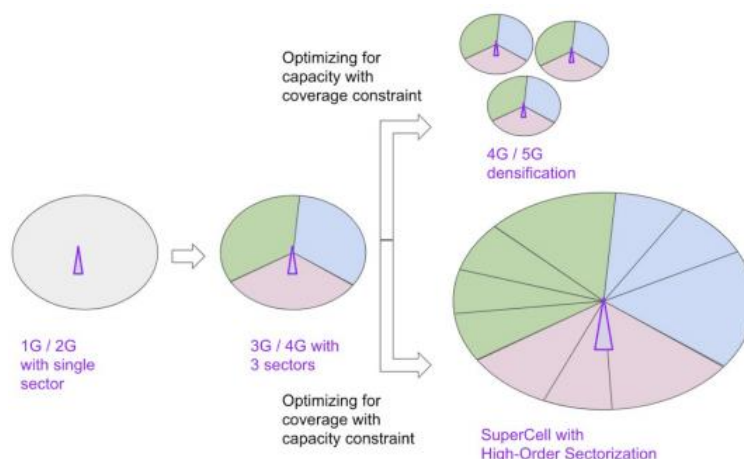 Optimizing for
capacity with
coverage constraint
4G / 5G
densification
1G / 2G
with single
sector
3G / 4G with
3 sectors
Optimizing for
coverage with
capacity constraint
SuperCell with
High-Order Sectorization